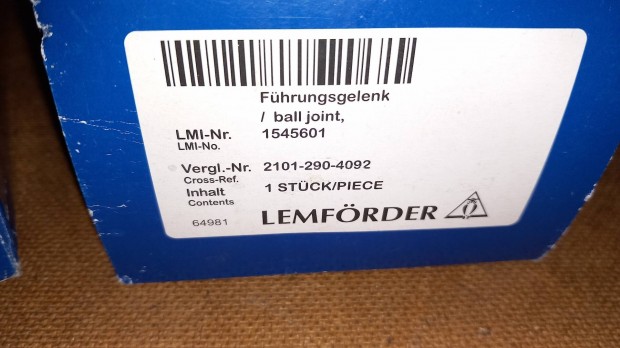 Führungsgelenk
/ ball joint,
LMI-Nr. 1545601
LMI-No.
Vergl.-Nr. 2101-290-4092
Cross-Ref.
Inhalt 1 STÜCK/PIECE
Contents
64981 LEMFÖRDER